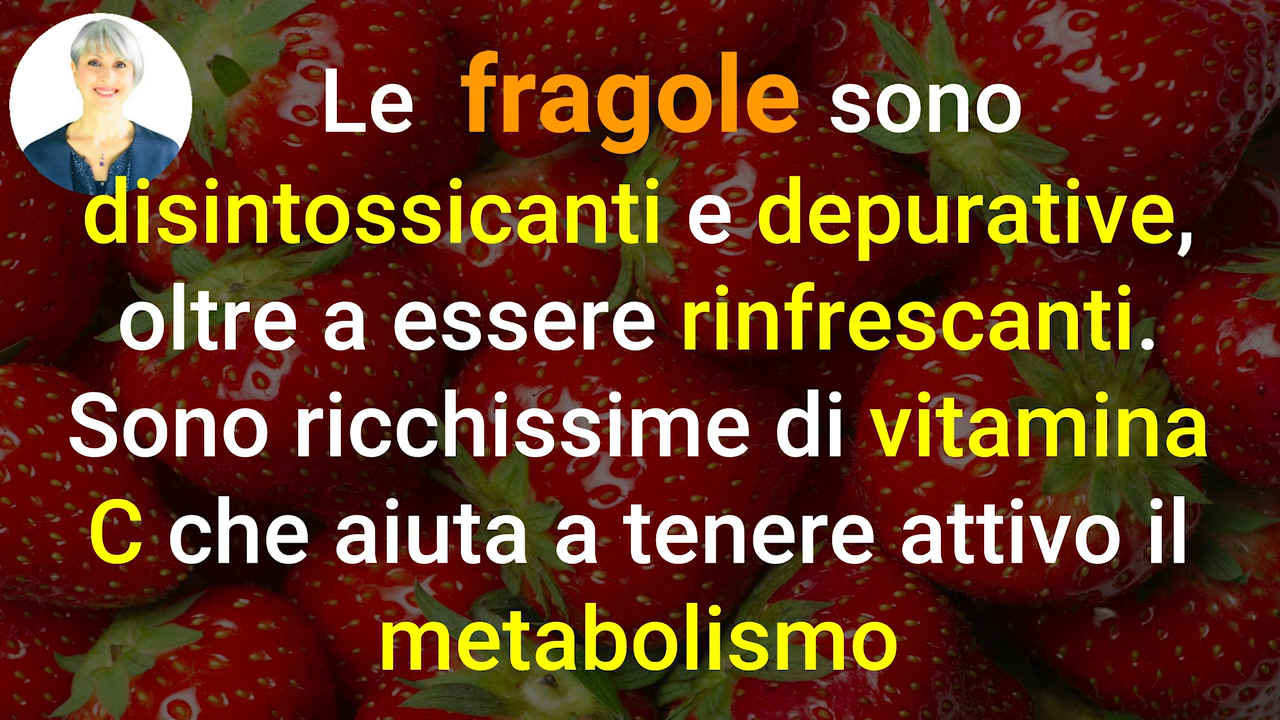 Le fragole sono
disintossicanti e depurative,
oltre a essere rinfrescanti.
Sono ricchissime di vitamina
C che aiuta a tenere attivo il
metabolismo